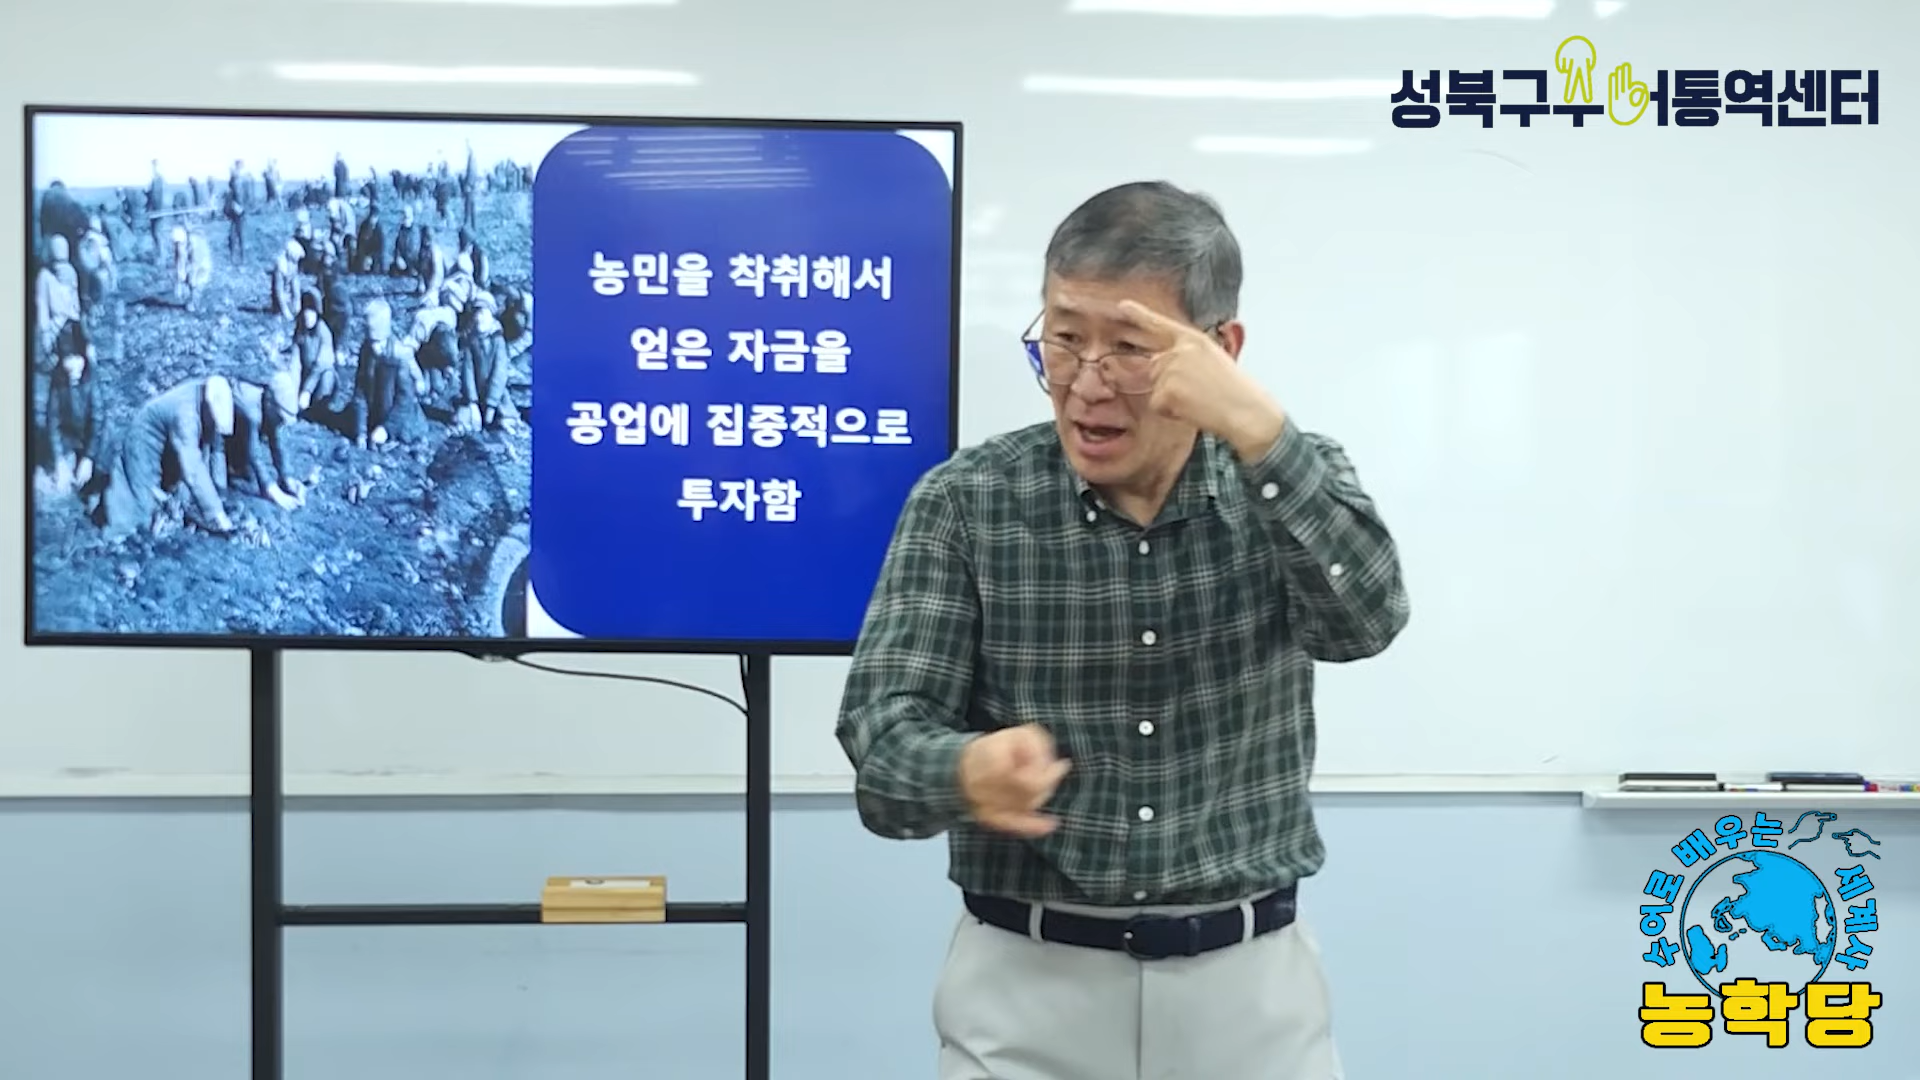 성북구수어통역센터
농민을 착취해서
얻은 자금을
공업에 집중적으로
투자함
수어로 배우는 세계사
농학당